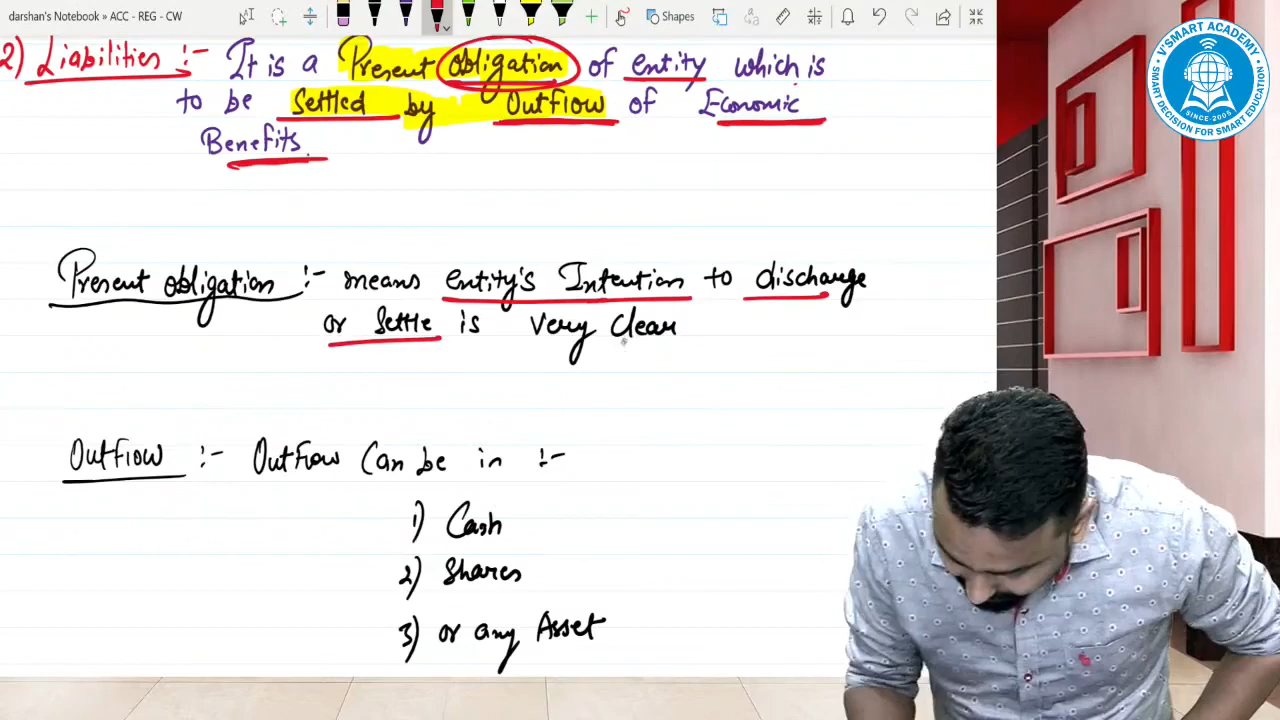 darshan's Notebook » ACC - REG - CW
Shapes
2) Liabilities :- It is a Present obligation of entity which is
to be Settled by Outflow of Economic
Benefits.
Present obligation :- means entity's Intention to discharge
or Settle is very clear
Outflow :- Outflow Can be in :-
1) Cash
2) Shares
3) or any Asset
V'SMART ACADEMY
SINCE-2005
SMART DECISION FOR SMART EDUCATION